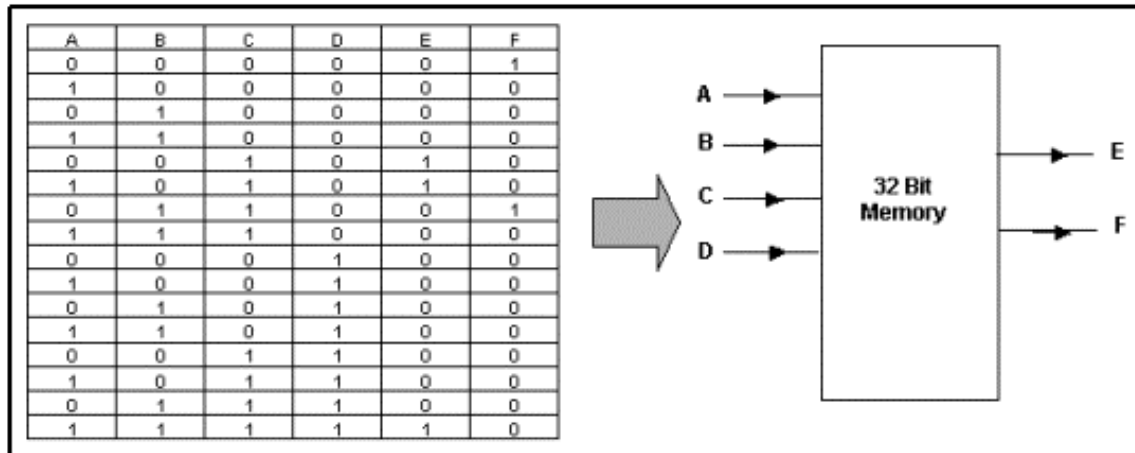 A B C D E F
0 0 0 0 0 1
1 0 0 0 0 0
0 1 0 0 0 0
1 1 0 0 0 0
0 0 1 0 1 0
1 0 1 0 1 0
0 1 1 0 0 1
1 1 1 0 0 0
0 0 0 1 0 0
1 0 0 1 0 0
0 1 0 1 0 0
1 1 0 1 0 0
0 0 1 1 0 0
1 0 1 1 0 0
0 1 1 1 0 0
1 1 1 1 1 0
A
B
C
D
32 Bit
Memory
E
F